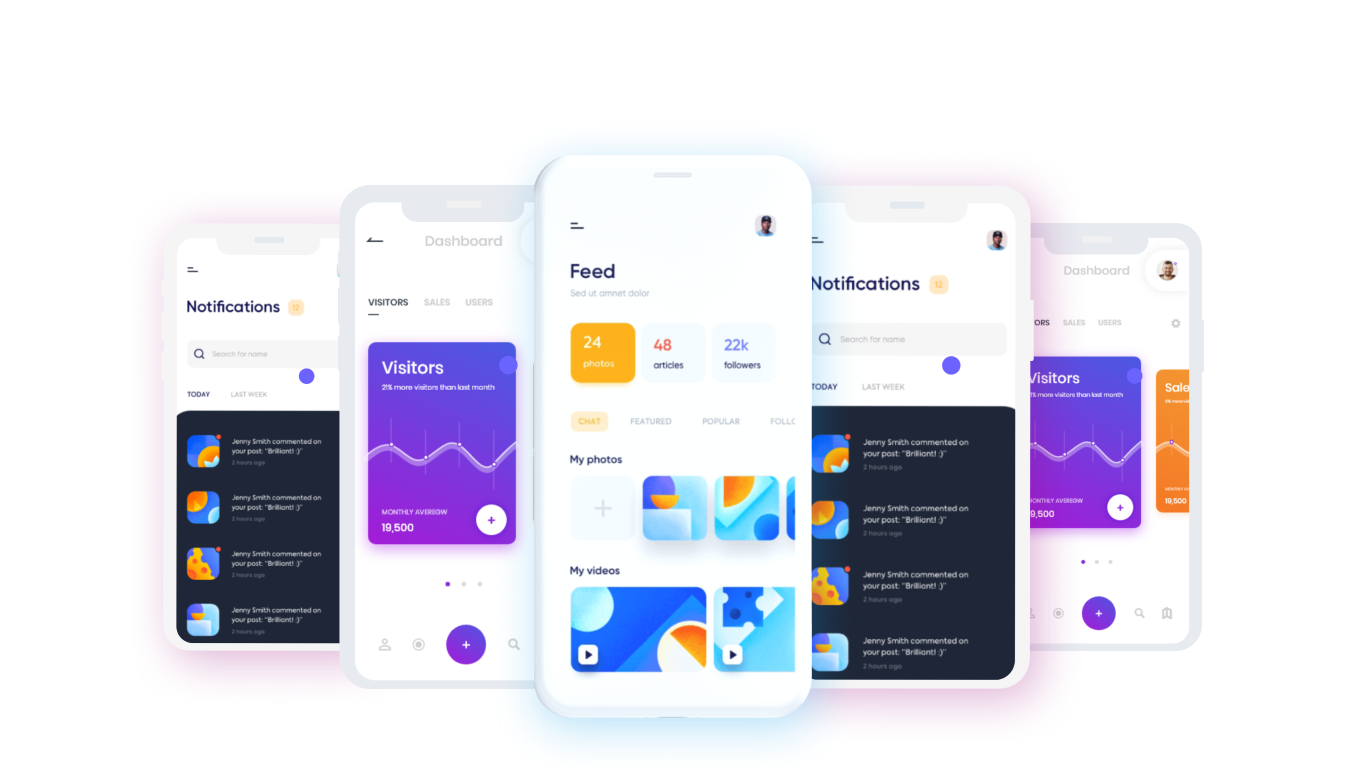 Notifications 12
Search for name
TODAY LAST WEEK
Jenny Smith commented on
your post: "Brilliant! :)"
2 hours ago
Jenny Smith commented on
your post: "Brilliant! :)"
2 hours ago
Jenny Smith commented on
your post: "Brilliant! :)"
2 hours ago
Jenny Smith commented on
your post: "Brilliant! :)"
2 hours ago
Dashboard
VISITORS SALES USERS
Visitors
21% more visitors than last month
MONTHLY AVEREGW
19,500
Feed
Sed ut amnet dolor
24
photos
48
articles
22k
followers
CHAT FEATURED POPULAR FOLLO
My photos
My videos
Notifications 12
Search for name
TODAY LAST WEEK
Jenny Smith commented on
your post: "Brilliant! :)"
2 hours ago
Jenny Smith commented on
your post: "Brilliant! :)"
2 hours ago
Jenny Smith commented on
your post: "Brilliant! :)"
2 hours ago
Jenny Smith commented on
your post: "Brilliant! :)"
2 hours ago
Dashboard
TORS SALES USERS
Visitors
1% more visitors than last month
MONTHLY AVEREGW
9,500
Sale
19,500